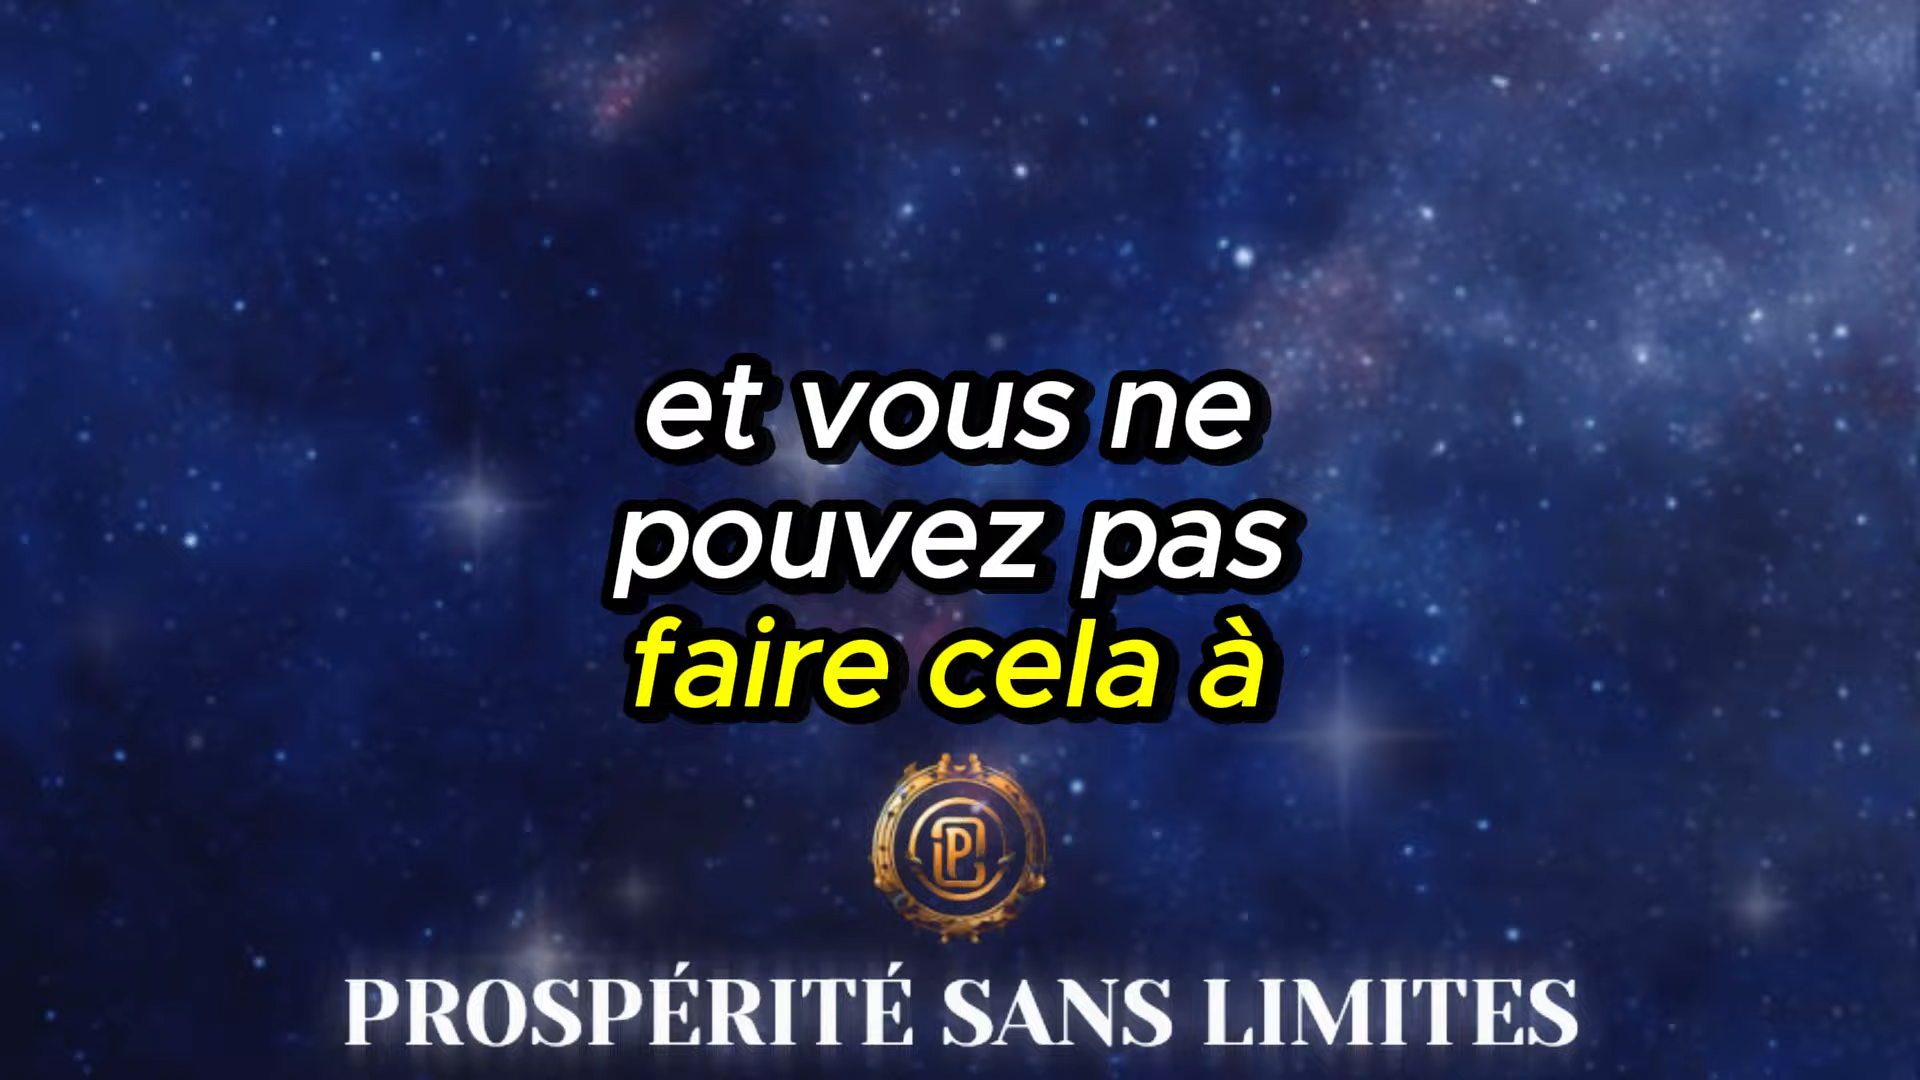 et vous ne
pouvez pas
faire cela à
P
PROSPÉRITÉ SANS LIMITES